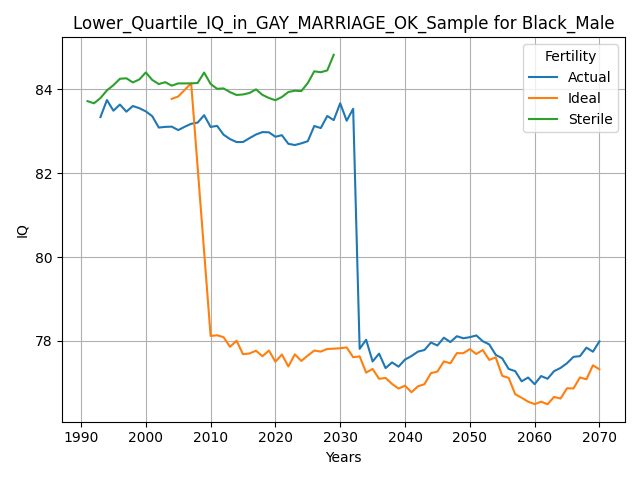 Lower_Quartile_IQ_in_GAY_MARRIAGE_OK_Sample for Black_Male
Fertility
Actual
Ideal
Sterile
IQ
84
82
80
78
1990 2000 2010 2020 2030 2040 2050 2060 2070
Years